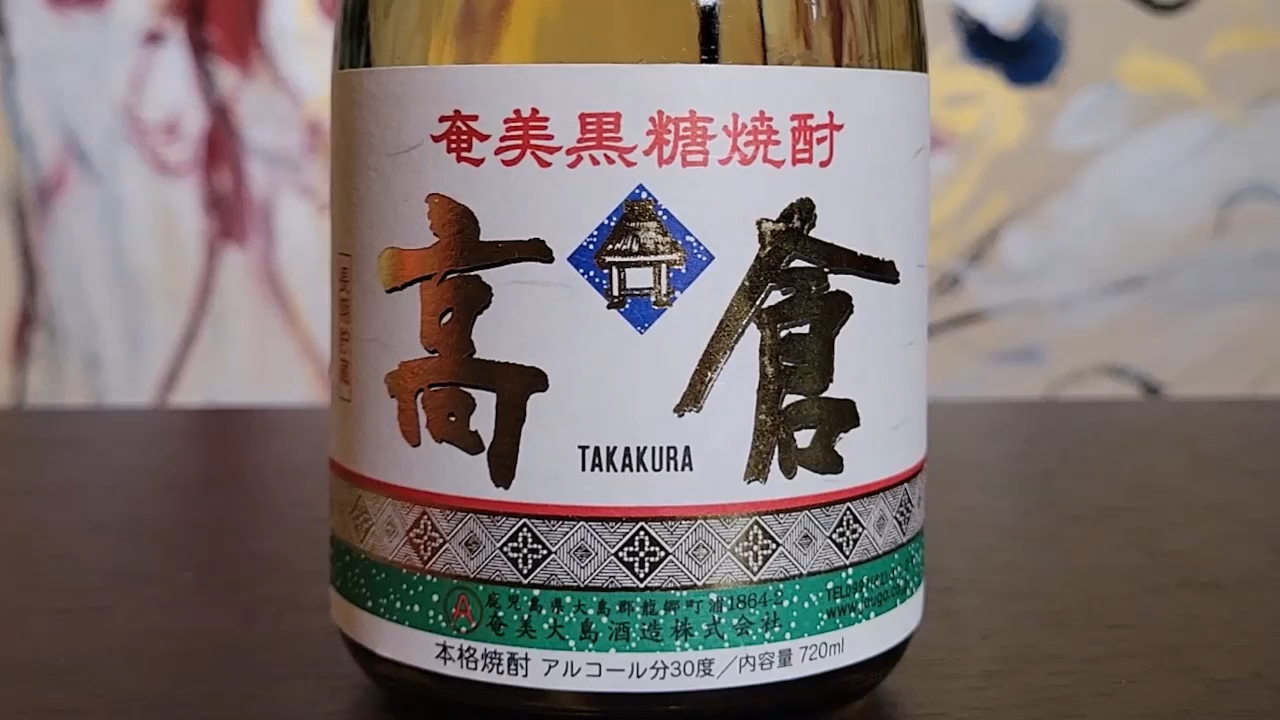 奄美黒糖焼酎
高倉
TAKAKURA
鹿児島県大島郡龍郷町浦1864-2
奄美大島酒造株式会社
本格焼酎 アルコール分30度／内容量 720ml